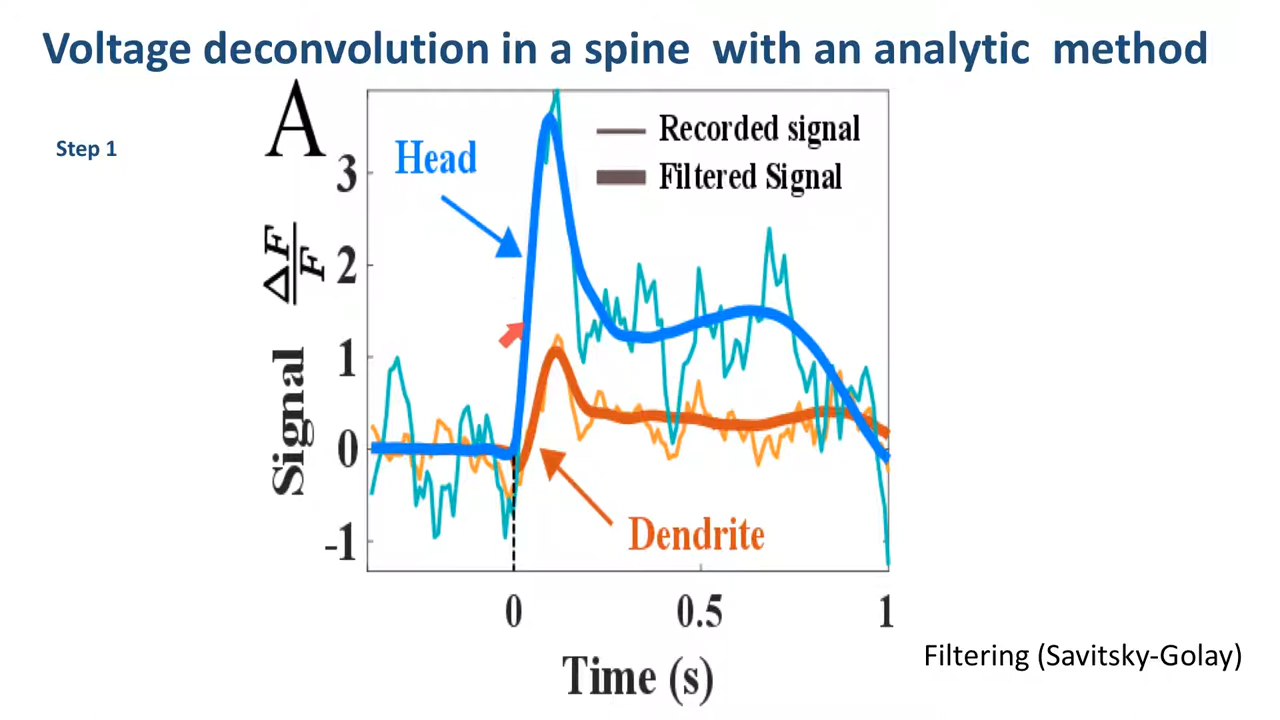 Voltage deconvolution in a spine with an analytic method
Step 1
A
Head
Recorded signal
Filtered Signal
Signal ΔF/F
3
2
1
0
-1
Dendrite
0 0.5 1
Time (s)
Filtering (Savitsky-Golay)